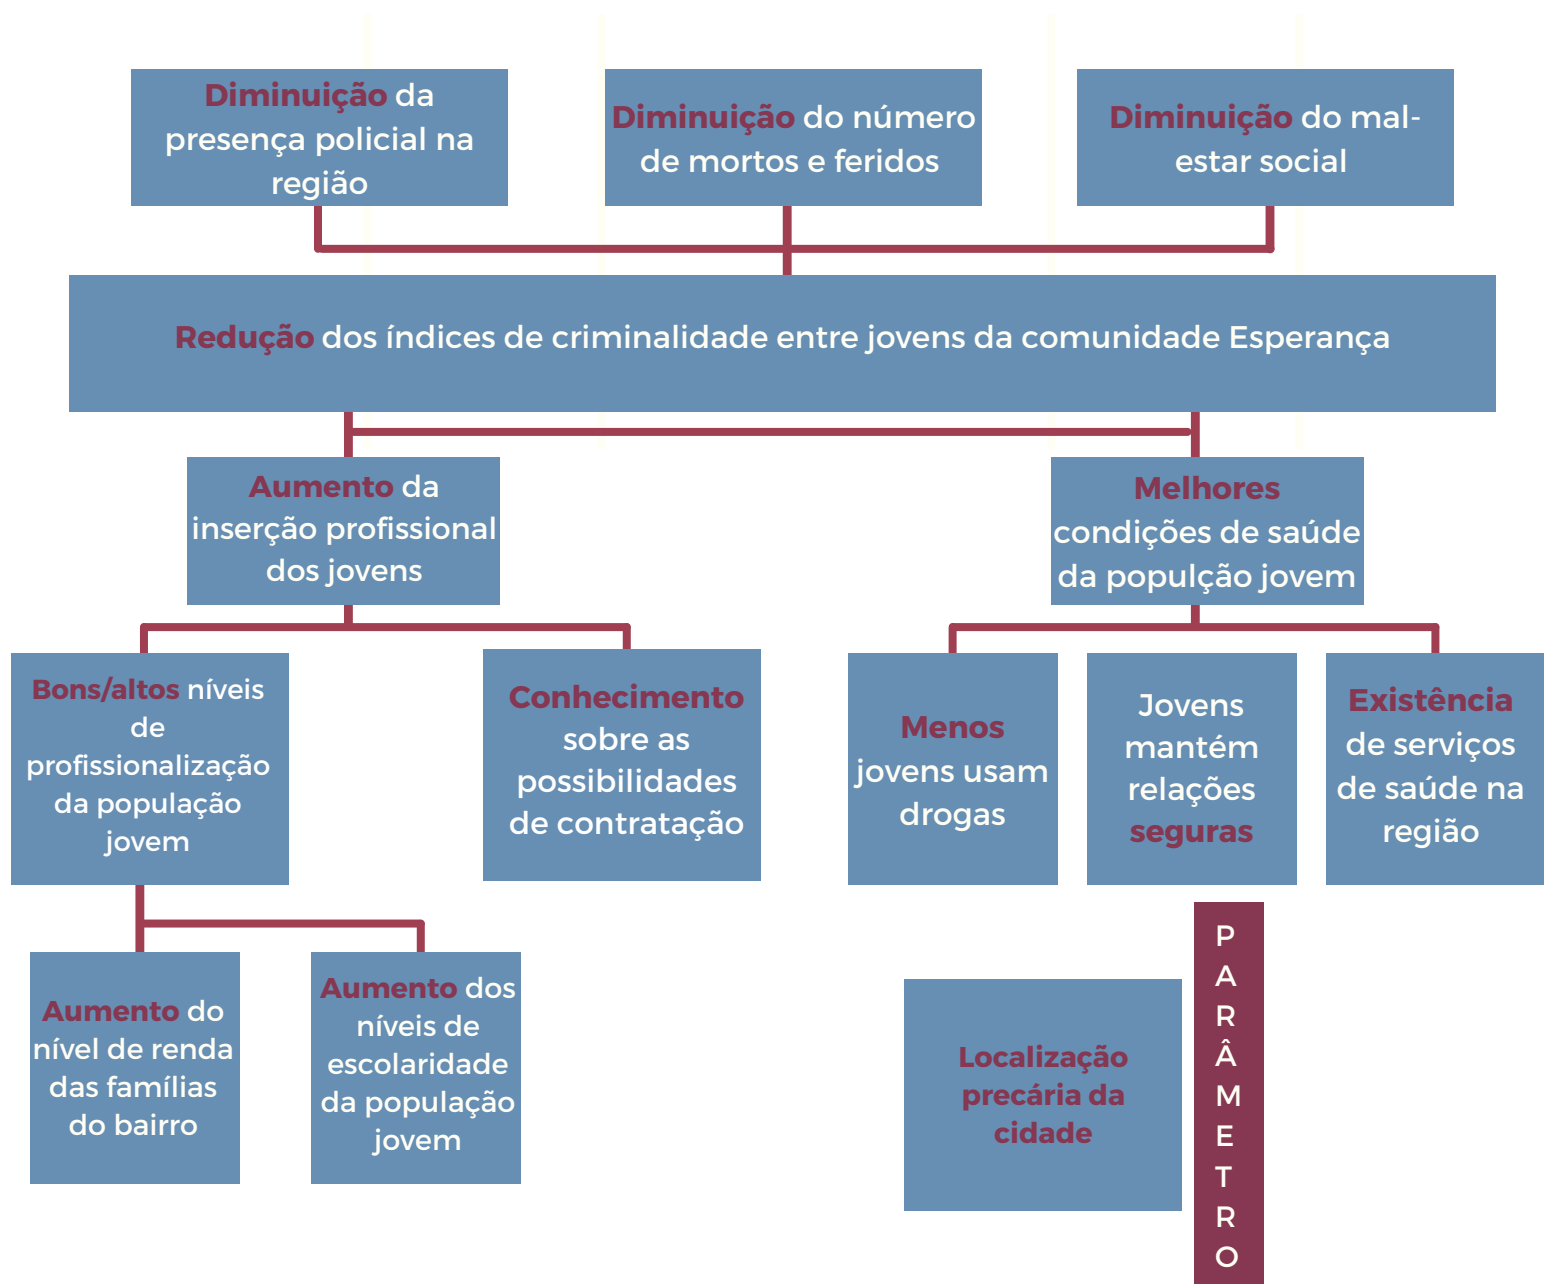 Diminuição da
presença policial na
região
Diminuição do número
de mortos e feridos
Diminuição do mal-
estar social
Redução dos índices de criminalidade entre jovens da comunidade Esperança
Aumento da
inserção profissional
dos jovens
Melhores
condições de saúde
da populção jovem
Bons/altos níveis
de
profissionalização
da população
jovem
Conhecimento
sobre as
possibilidades
de contratação
Menos
jovens usam
drogas
Jovens
mantém
relações
seguras
Existência
de serviços
de saúde na
região
Aumento do
nível de renda
das famílias
do bairro
Aumento dos
níveis de
escolaridade
da população
jovem
Localização
precária da
cidade
P
A
R
Â
M
E
T
R
O